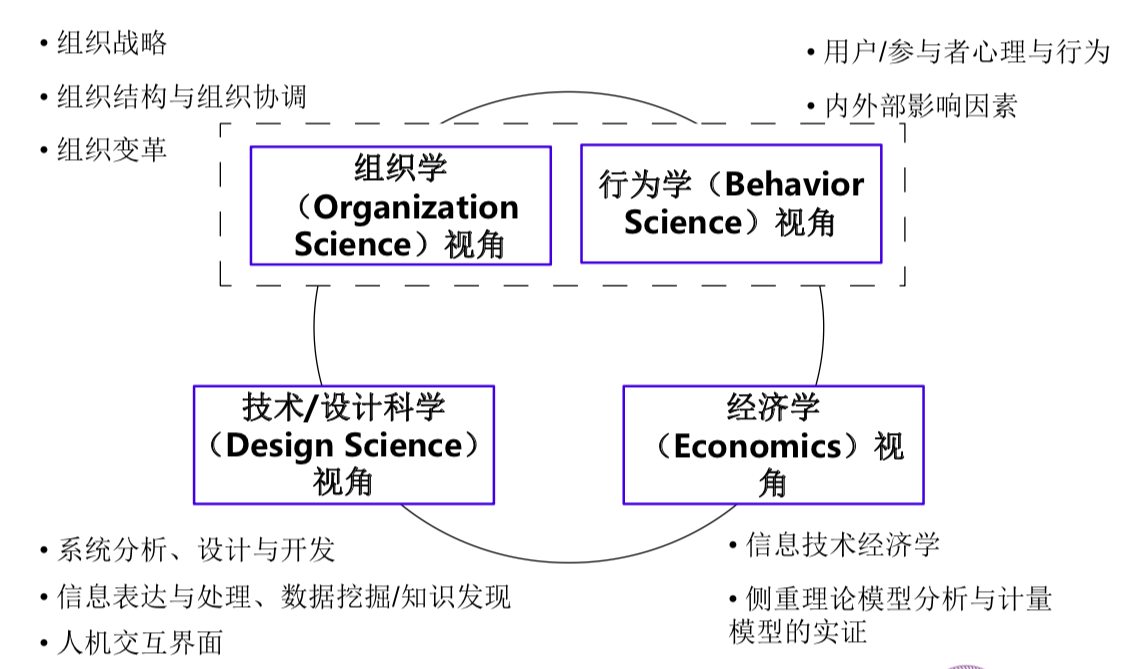 • 组织战略
• 组织结构与组织协调
• 组织变革
• 用户/参与者心理与行为
• 内外部影响因素
组织学
（Organization
Science）视角
行为学（Behavior
Science）视角
技术/设计科学
（Design Science）
视角
经济学
（Economics）视
角
• 系统分析、设计与开发
• 信息表达与处理、数据挖掘/知识发现
• 人机交互界面
• 信息技术经济学
• 侧重理论模型分析与计量
模型的实证